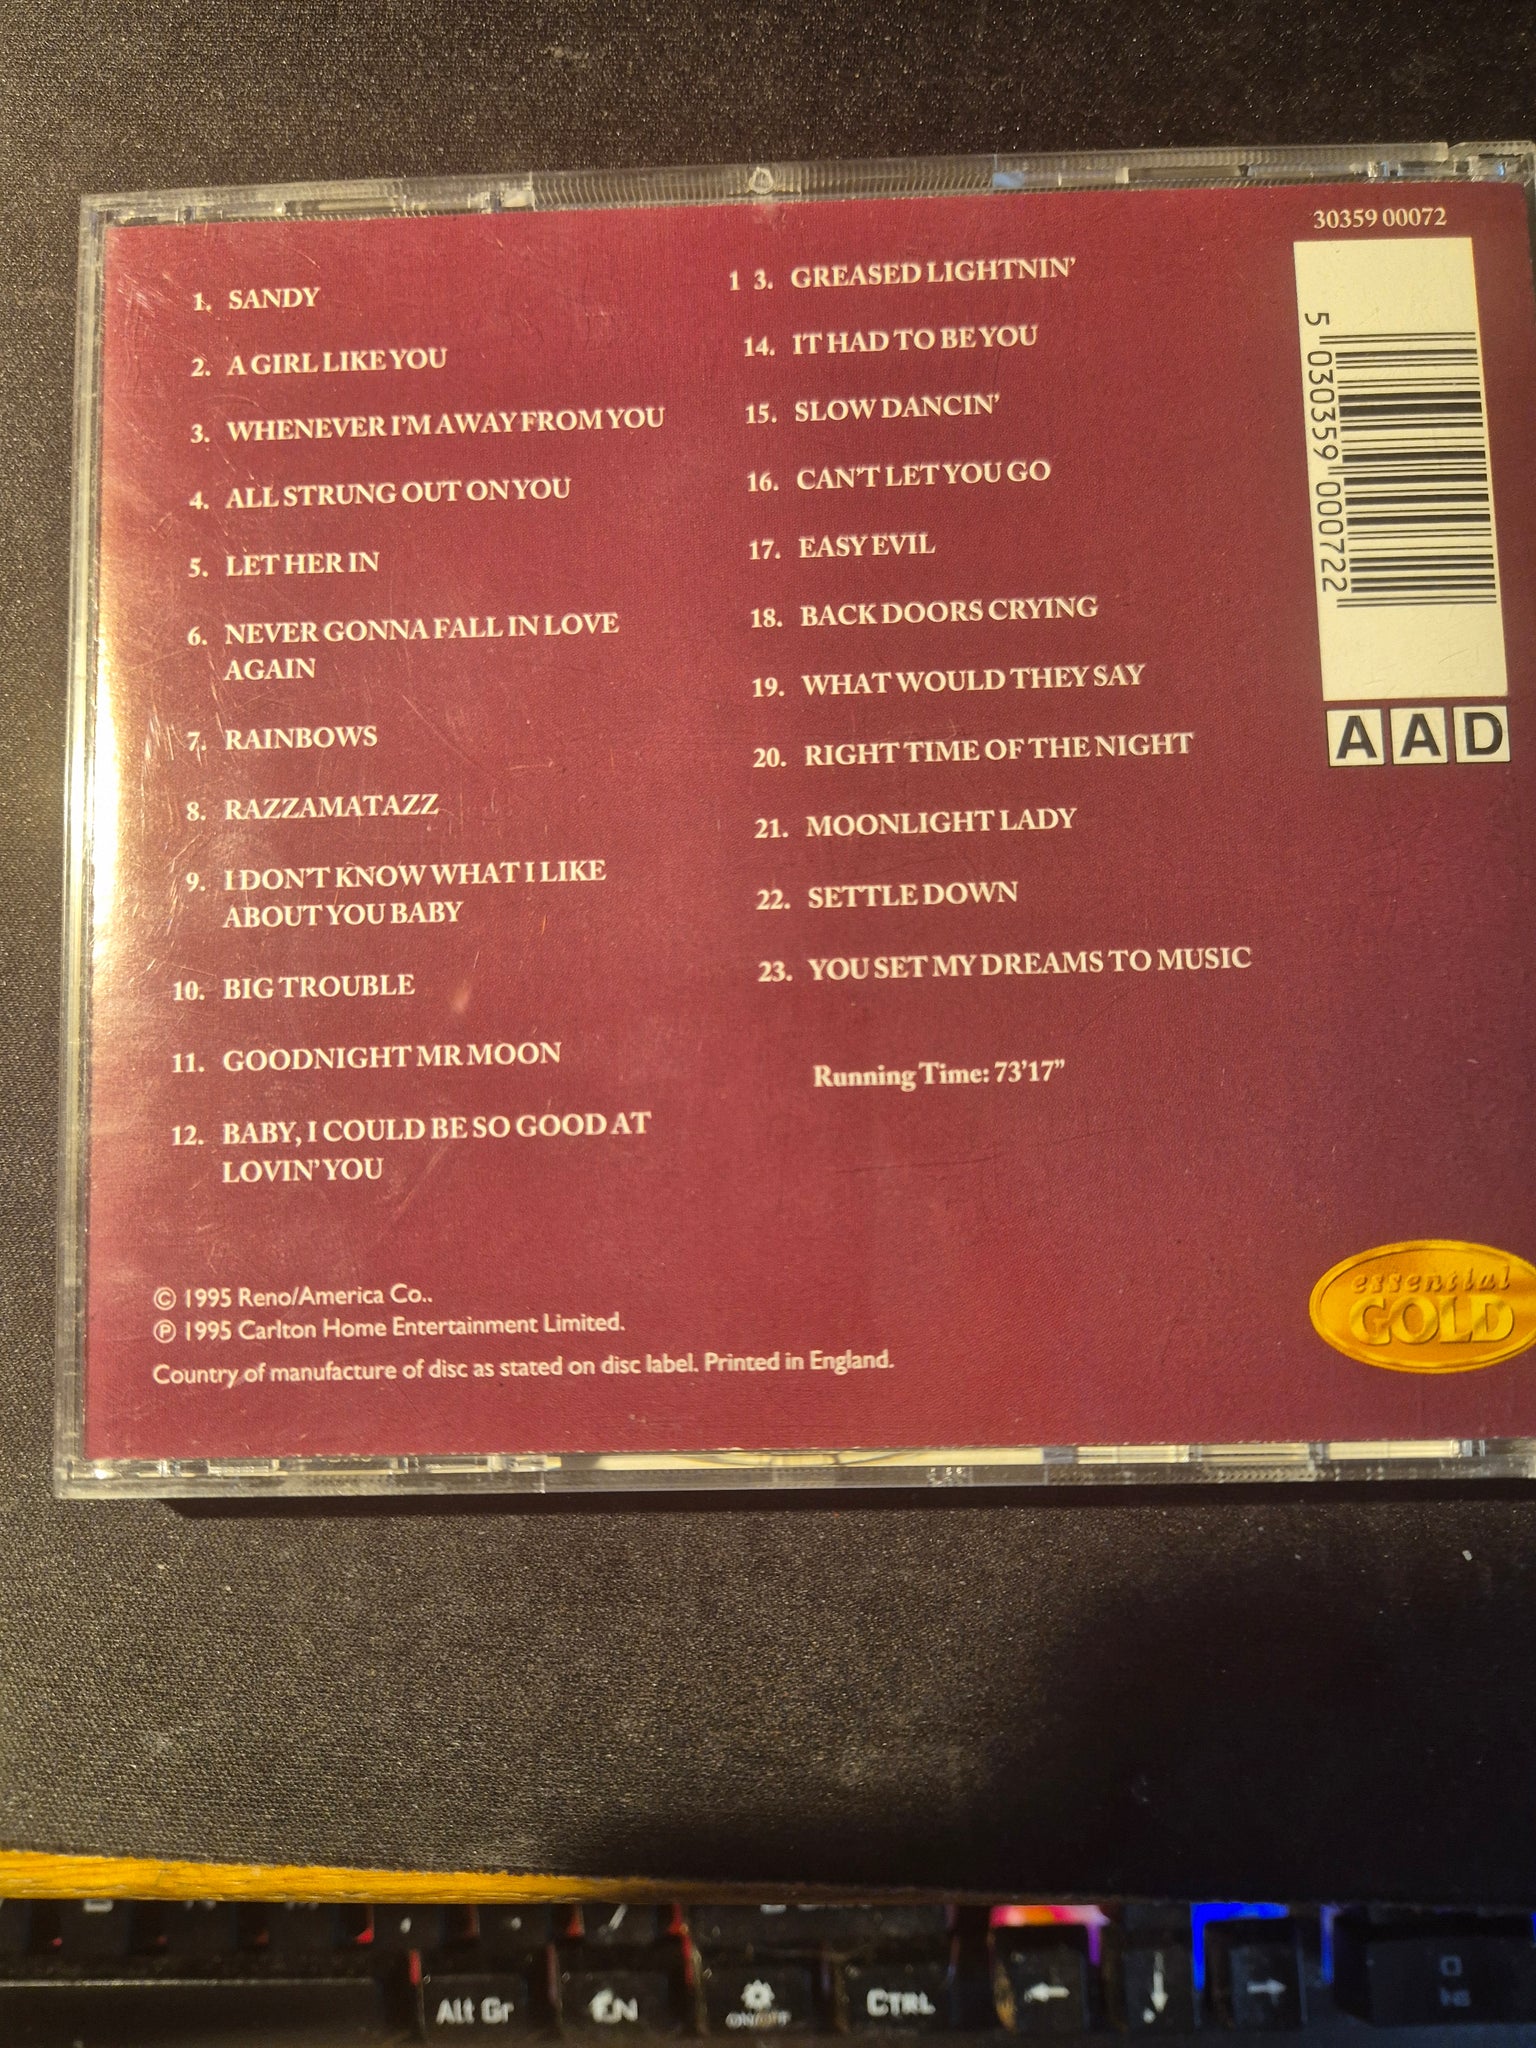 30359 00072
1. SANDY
2. A GIRL LIKE YOU
3. WHENEVER I'M AWAY FROM YOU
4. ALL STRUNG OUT ON YOU
5. LET HER IN
6. NEVER GONNA FALL IN LOVE
AGAIN
7. RAINBOWS
8. RAZZAMATAZZ
9. I DON'T KNOW WHAT I LIKE
ABOUT YOU BABY
10. BIG TROUBLE
11. GOODNIGHT MR MOON
12. BABY, I COULD BE SO GOOD AT
LOVIN' YOU
1 3. GREASED LIGHTNIN'
14. IT HAD TO BE YOU
15. SLOW DANCIN'
16. CAN'T LET YOU GO
17. EASY EVIL
18. BACK DOORS CRYING
19. WHAT WOULD THEY SAY
20. RIGHT TIME OF THE NIGHT
21. MOONLIGHT LADY
22. SETTLE DOWN
23. YOU SET MY DREAMS TO MUSIC
Running Time: 73'17"
5 030359 000722
AAD
essential
GOLD
© 1995 Reno/America Co..
℗ 1995 Carlton Home Entertainment Limited.
Country of manufacture of disc as stated on disc label. Printed in England.
Alt Gr
FN
ON/OFF
CTRL
← ↓ →